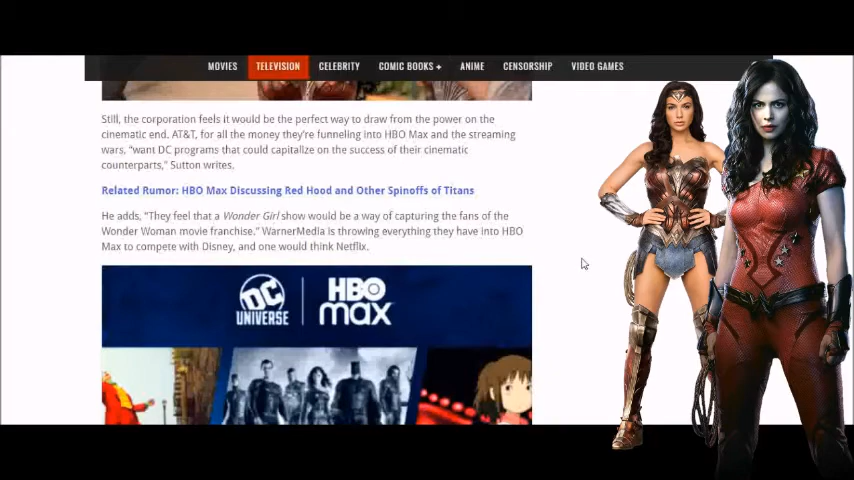 MOVIES TELEVISION CELEBRITY COMIC BOOKS + ANIME CENSORSHIP VIDEO GAMES
Still, the corporation feels it would be the perfect way to draw from the power on the
cinematic end. AT&T, for all the money they're funneling into HBO Max and the streaming
wars, "want DC programs that could capitalize on the success of their cinematic
counterparts," Sutton writes.
Related Rumor: HBO Max Discussing Red Hood and Other Spinoffs of Titans
He adds, "They feel that a Wonder Girl show would be a way of capturing the fans of the
Wonder Woman movie franchise." WarnerMedia is throwing everything they have into HBO
Max to compete with Disney, and one would think Netflix.
DC
UNIVERSE
HBO
max